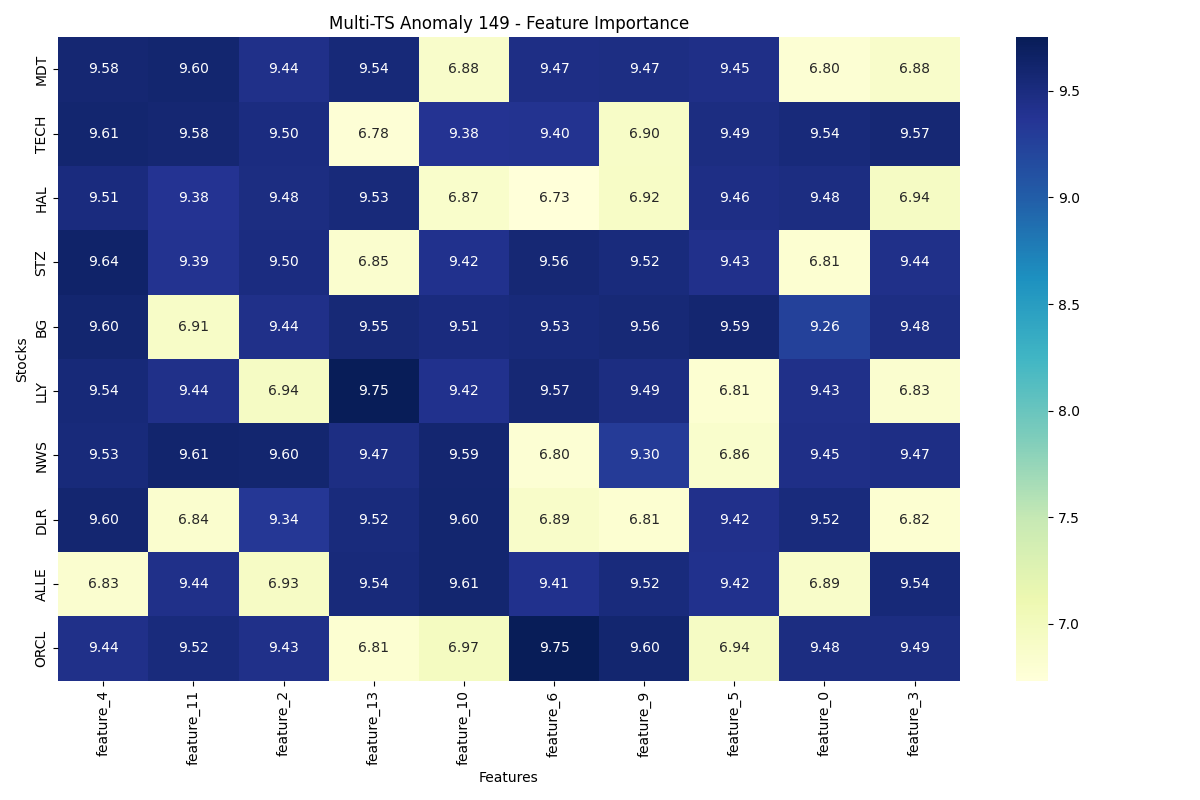 Multi-TS Anomaly 149 - Feature Importance
Stocks
MDT 9.58 9.60 9.44 9.54 6.88 9.47 9.47 9.45 6.80 6.88
TECH 9.61 9.58 9.50 6.78 9.38 9.40 6.90 9.49 9.54 9.57
HAL 9.51 9.38 9.48 9.53 6.87 6.73 6.92 9.46 9.48 6.94
STZ 9.64 9.39 9.50 6.85 9.42 9.56 9.52 9.43 6.81 9.44
BG 9.60 6.91 9.44 9.55 9.51 9.53 9.56 9.59 9.26 9.48
LLY 9.54 9.44 6.94 9.75 9.42 9.57 9.49 6.81 9.43 6.83
NWS 9.53 9.61 9.60 9.47 9.59 6.80 9.30 6.86 9.45 9.47
DLR 9.60 6.84 9.34 9.52 9.60 6.89 6.81 9.42 9.52 6.82
ALLE 6.83 9.44 6.93 9.54 9.61 9.41 9.52 9.42 6.89 9.54
ORCL 9.44 9.52 9.43 6.81 6.97 9.75 9.60 6.94 9.48 9.49
feature_4 feature_11 feature_2 feature_13 feature_10 feature_6 feature_9 feature_5 feature_0 feature_3
Features
9.5
9.0
8.5
8.0
7.5
7.0